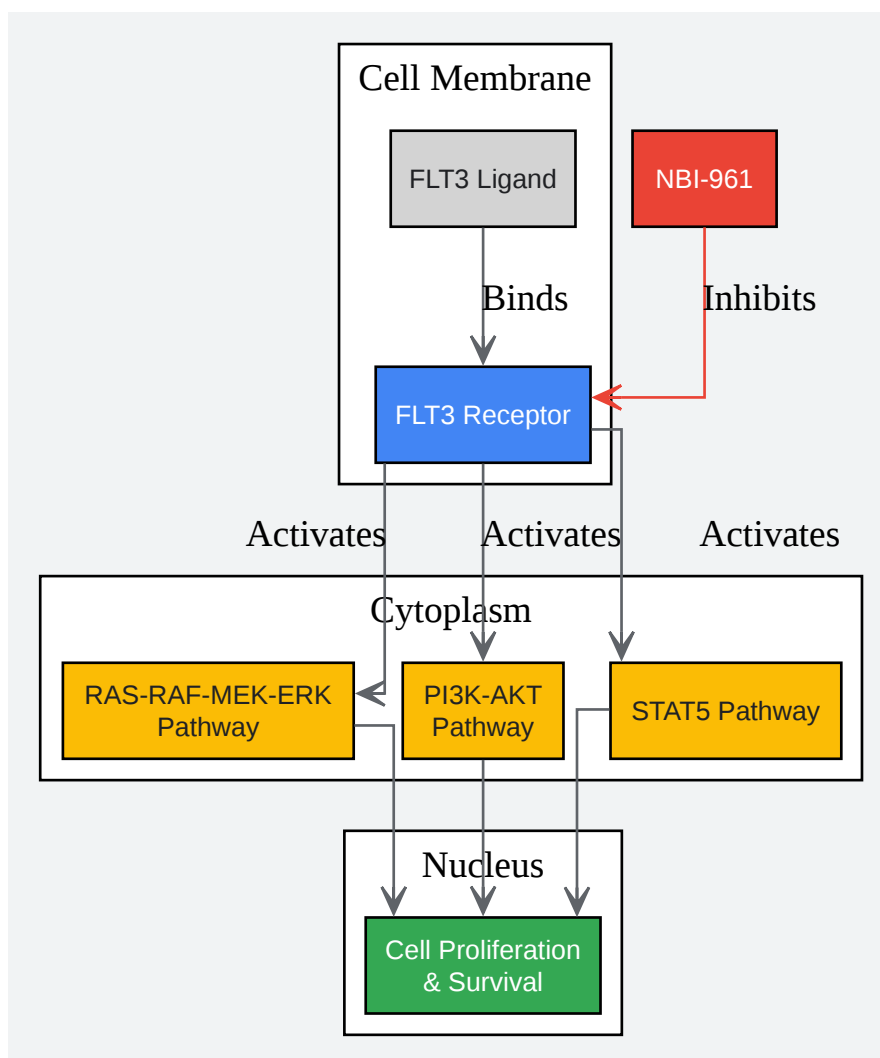 Cell Membrane
FLT3 Ligand
NBI-961
Binds
Inhibits
FLT3 Receptor
Activates
Activates
Activates
Cytoplasm
RAS-RAF-MEK-ERK
Pathway
PI3K-AKT
Pathway
STAT5 Pathway
Nucleus
Cell Proliferation
& Survival